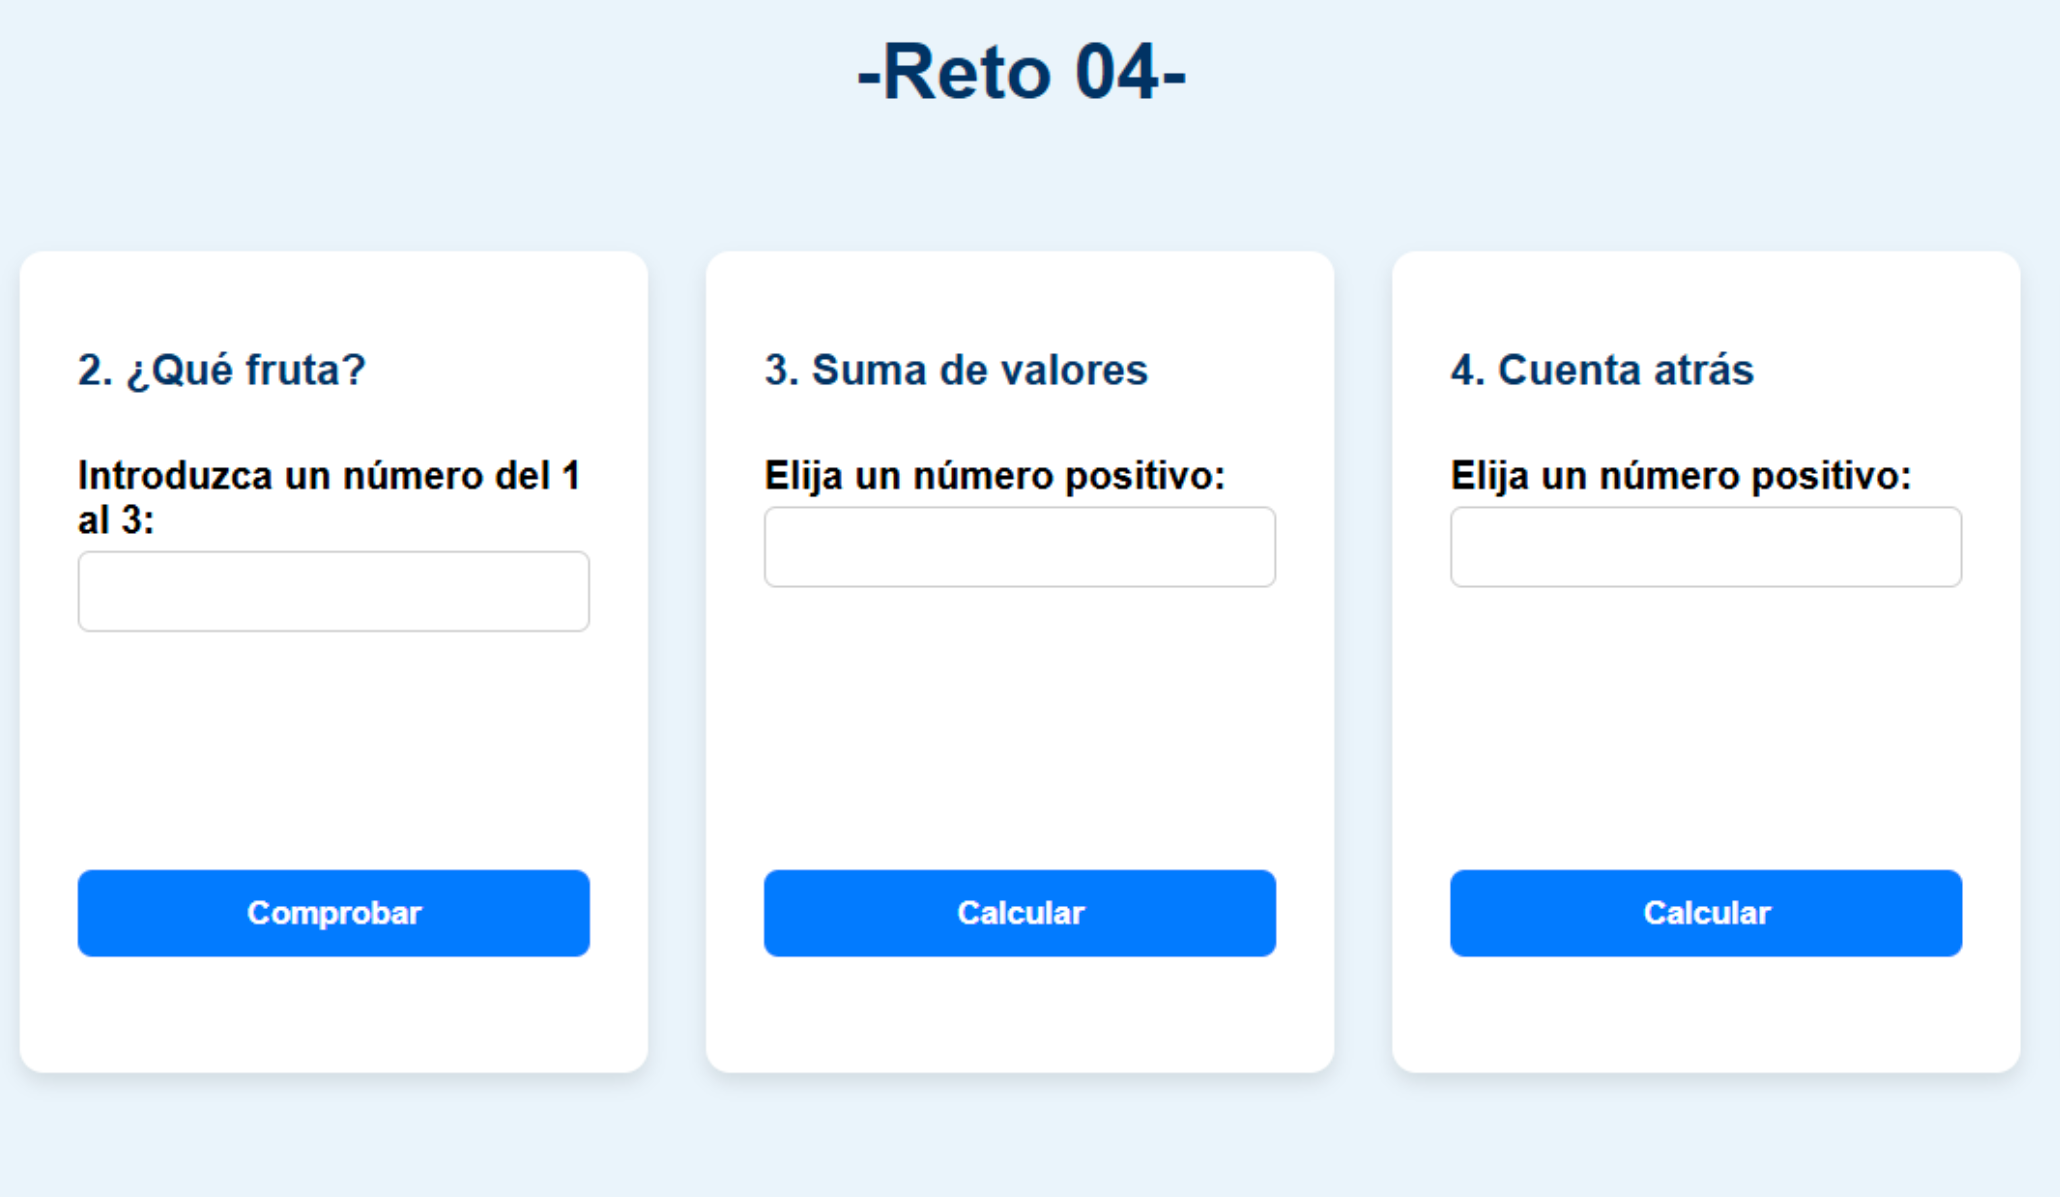 -Reto 04-
2. ¿Qué fruta?
Introduzca un número del 1
al 3:
Comprobar
3. Suma de valores
Elija un número positivo:
Calcular
4. Cuenta atrás
Elija un número positivo:
Calcular